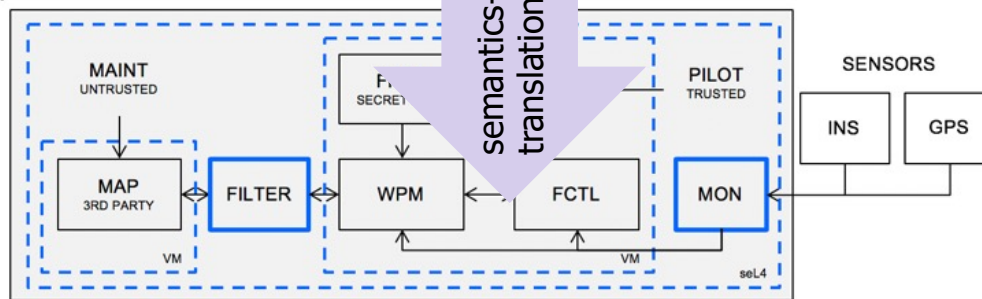 semantics-
translation
MAINT
UNTRUSTED
SECRET
PILOT
TRUSTED
SENSORS
INS
GPS
MAP
3RD PARTY
FILTER
WPM
FCTL
MON
VM
VM
seL4